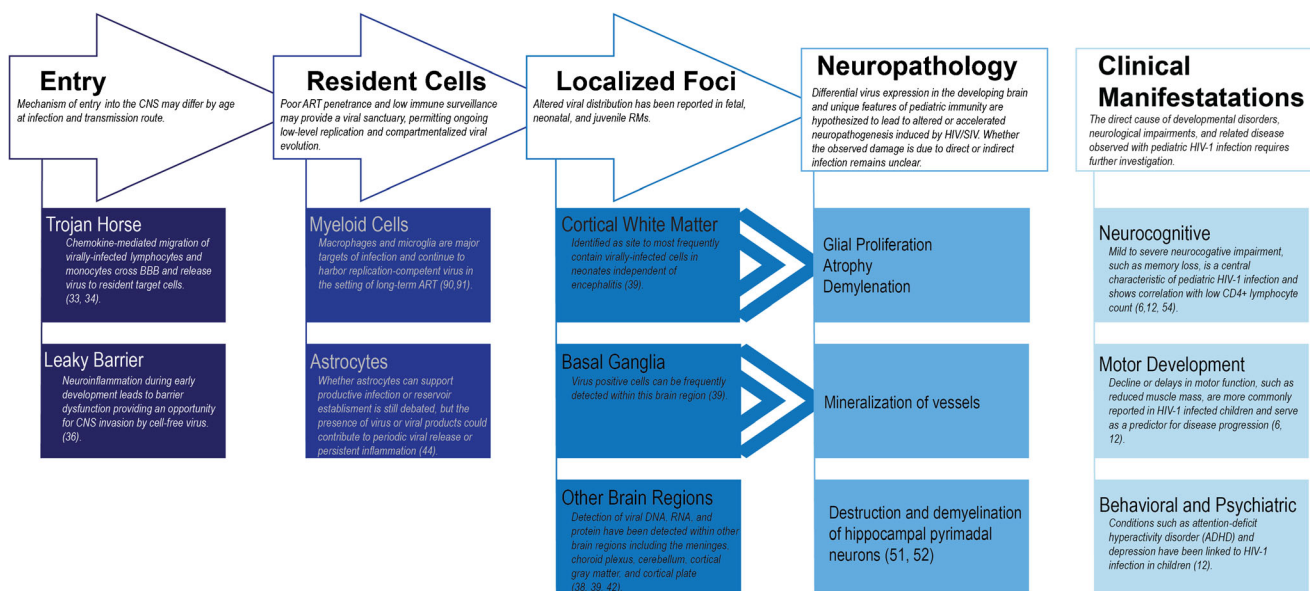 Entry
Mechanism of entry into the CNS may differ by age
at infection and transmission route.
Trojan Horse
Chemokine-mediated migration of
virally-infected lymphocytes and
monocytes cross BBB and release
virus to resident target cells.
(33, 34).
Leaky Barrier
Neuroinflammation during early
development leads to barrier
dysfunction providing an opportunity
for CNS invasion by cell-free virus.
(36).
Resident Cells
Poor ART penetrance and low immune surveillance
may provide a viral sanctuary, permitting ongoing
low-level replication and compartmentalized viral
evolution.
Myeloid Cells
Macrophages and microglia are major
targets of infection and continue to
harbor replication-competent virus in
the setting of long-term ART (90,91).
Astrocytes
Whether astrocytes can support
productive infection or reservoir
establisment is still debated, but the
presence of virus or viral products could
contribute to periodic viral release or
persistent inflammation (44).
Localized Foci
Altered viral distribution has been reported in fetal,
neonatal, and juvenile RMs.
Cortical White Matter
Identified as site to most frequently
contain virally-infected cells in
neonates independent of
encephalitis (39).
Basal Ganglia
Virus positive cells can be frequently
detected within this brain region (39).
Other Brain Regions
Detection of viral DNA, RNA, and
protein have been detected within other
brain regions including the meninges,
choroid plexus, cerebellum, cortical
gray matter, and cortical plate
(38, 39, 42).
Neuropathology
Differential virus expression in the developing brain
and unique features of pediatric immunity are
hypothesized to lead to altered or accelerated
neuropathogenesis induced by HIV/SIV. Whether
the observed damage is due to direct or indirect
infection remains unclear.
Glial Proliferation
Atrophy
Demylenation
Mineralization of vessels
Destruction and demyelination
of hippocampal pyrimadal
neurons (51, 52)
Clinical
Manifestatations
The direct cause of developmental disorders,
neurological impairments, and related disease
observed with pediatric HIV-1 infection requires
further investigation.
Neurocognitive
Mild to severe neurocogative impairment,
such as memory loss, is a central
characteristic of pediatric HIV-1 infection and
shows correlation with low CD4+ lymphocyte
count (6,12, 54).
Motor Development
Decline or delays in motor function, such as
reduced muscle mass, are more commonly
reported in HIV-1 infected children and serve
as a predictor for disease progression (6,
12).
Behavioral and Psychiatric
Conditions such as attention-deficit
hyperactivity disorder (ADHD) and
depression have been linked to HIV-1
infection in children (12).